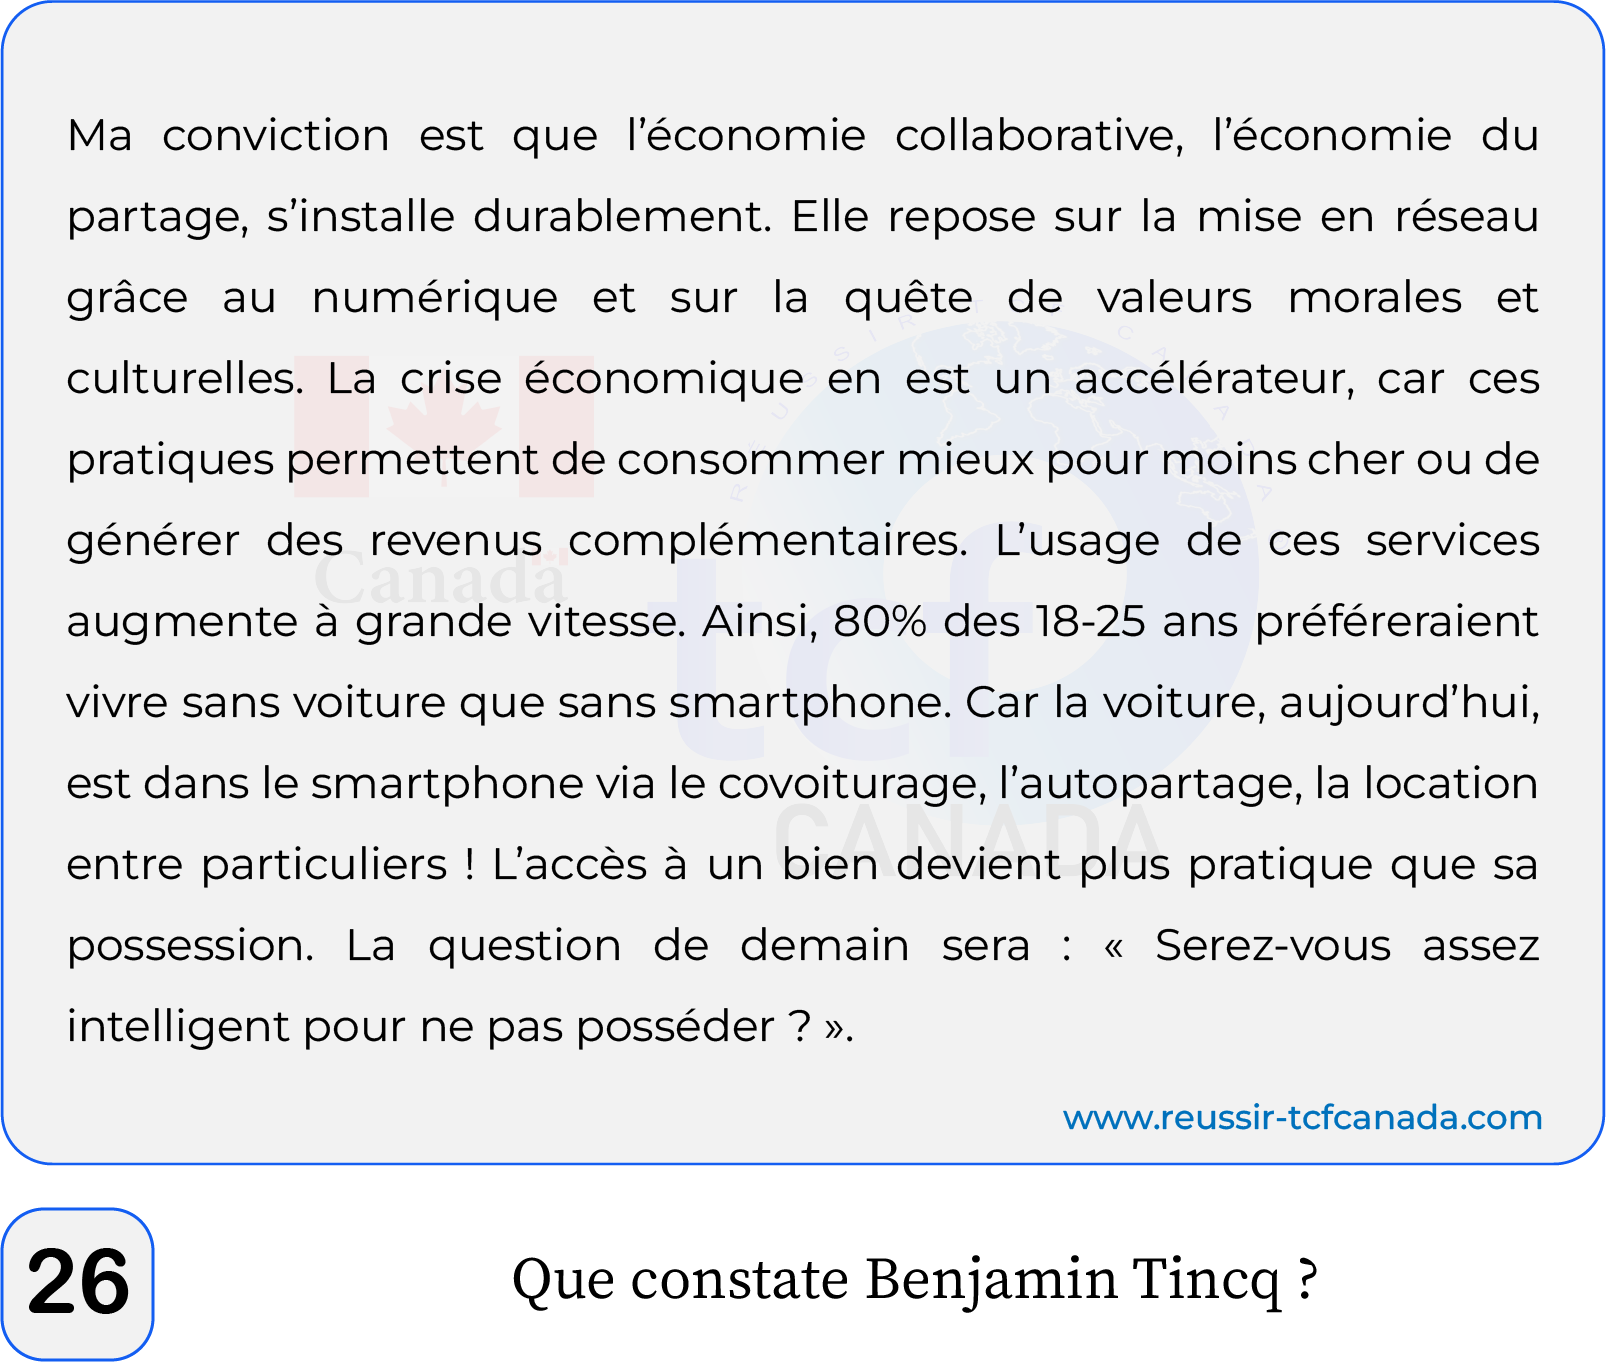 Ma conviction est que l’économie collaborative, l’économie du
partage, s’installe durablement. Elle repose sur la mise en réseau
grâce au numérique et sur la quête de valeurs morales et
culturelles. La crise économique en est un accélérateur, car ces
pratiques permettent de consommer mieux pour moins cher ou de
générer des revenus complémentaires. L’usage de ces services
augmente à grande vitesse. Ainsi, 80% des 18-25 ans préféreraient
vivre sans voiture que sans smartphone. Car la voiture, aujourd’hui,
est dans le smartphone via le covoiturage, l’autopartage, la location
entre particuliers ! L’accès à un bien devient plus pratique que sa
possession. La question de demain sera : « Serez-vous assez
intelligent pour ne pas posséder ? ».
www.reussir-tcfcanada.com
26
Que constate Benjamin Tincq ?
Canada
RÉUSSIR TCF CANADA
tcf
CANADA